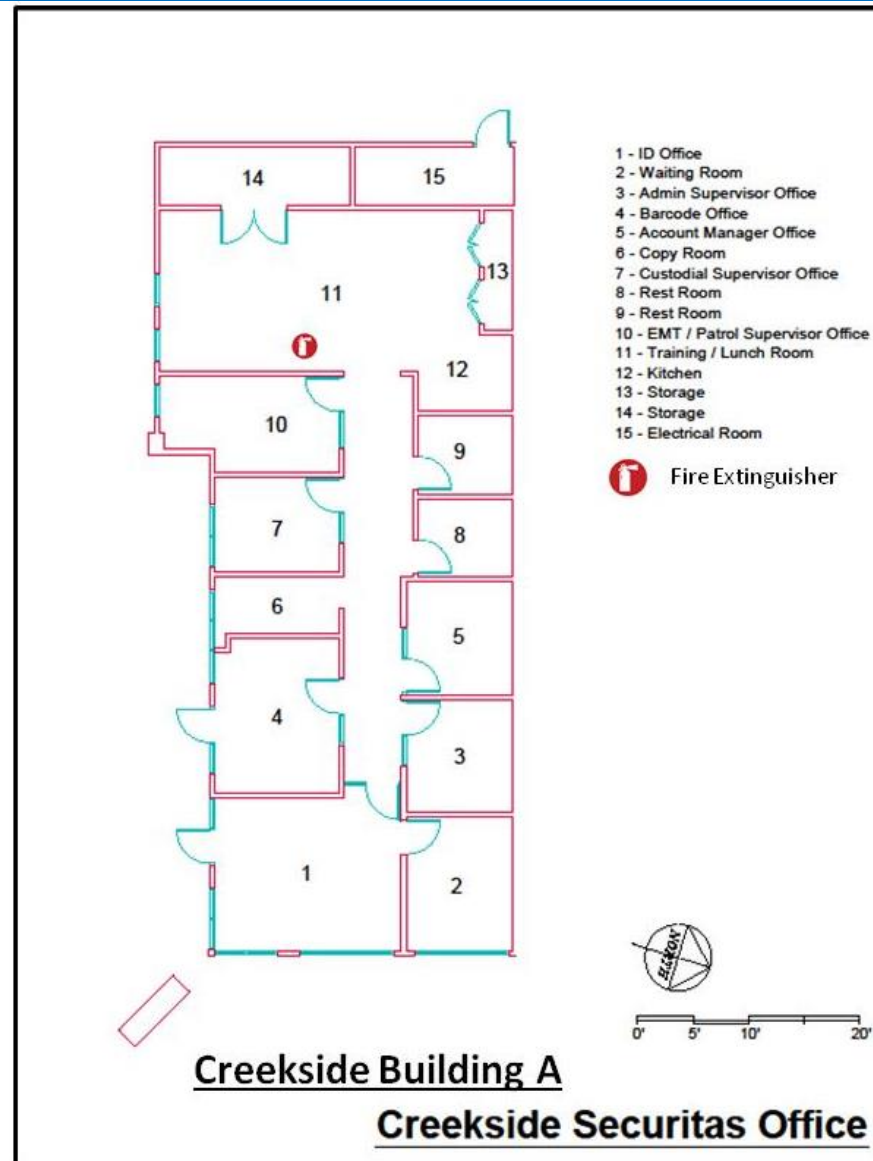 14
15
11
13
12
10
9
7
8
6
5
4
3
1
2
1 - ID Office
2 - Waiting Room
3 - Admin Supervisor Office
4 - Barcode Office
5 - Account Manager Office
6 - Copy Room
7 - Custodial Supervisor Office
8 - Rest Room
9 - Rest Room
10 - EMT / Patrol Supervisor Office
11 - Training / Lunch Room
12 - Kitchen
13 - Storage
14 - Storage
15 - Electrical Room
Fire Extinguisher
NORTH
0' 5' 10' 20'
Creekside Building A
Creekside Securitas Office